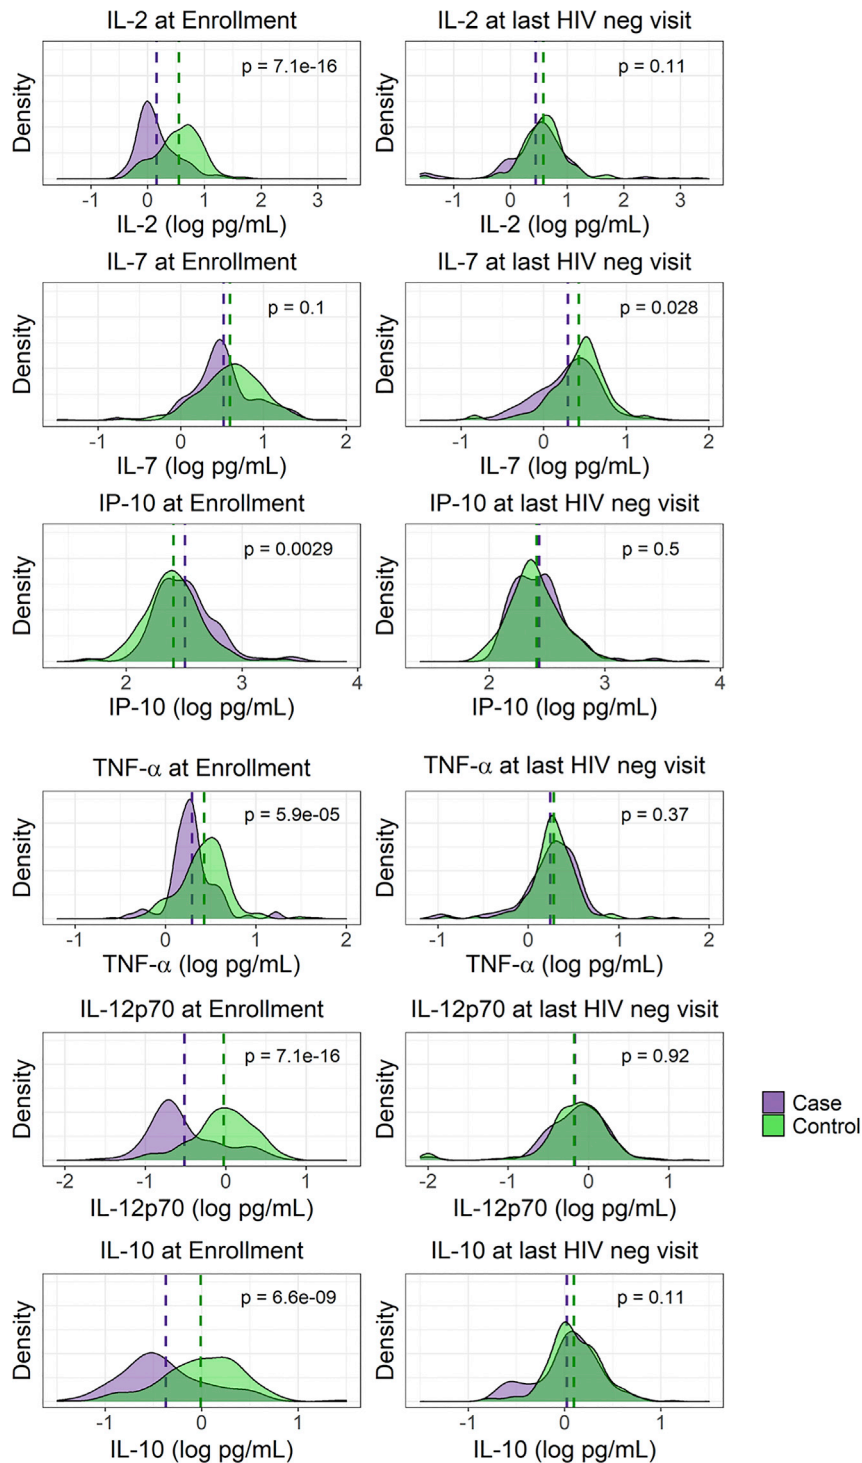 IL-2 at Enrollment
IL-2 at last HIV neg visit
p = 7.1e-16
p = 0.11
Density
Density
-1 0 1 2 3
-1 0 1 2 3
IL-2 (log pg/mL)
IL-2 (log pg/mL)
IL-7 at Enrollment
IL-7 at last HIV neg visit
p = 0.1
p = 0.028
Density
Density
-1 0 1 2
-1 0 1 2
IL-7 (log pg/mL)
IL-7 (log pg/mL)
IP-10 at Enrollment
IP-10 at last HIV neg visit
p = 0.0029
p = 0.5
Density
Density
2 3 4
2 3 4
IP-10 (log pg/mL)
IP-10 (log pg/mL)
TNF-α at Enrollment
TNF-α at last HIV neg visit
p = 5.9e-05
p = 0.37
Density
Density
-1 0 1 2
-1 0 1 2
TNF-α (log pg/mL)
TNF-α (log pg/mL)
IL-12p70 at Enrollment
IL-12p70 at last HIV neg visit
p = 7.1e-16
p = 0.92
Density
Density
-2 -1 0 1
-2 -1 0 1
IL-12p70 (log pg/mL)
IL-12p70 (log pg/mL)
Case
Control
IL-10 at Enrollment
IL-10 at last HIV neg visit
p = 6.6e-09
p = 0.11
Density
Density
-1 0 1
-1 0 1
IL-10 (log pg/mL)
IL-10 (log pg/mL)